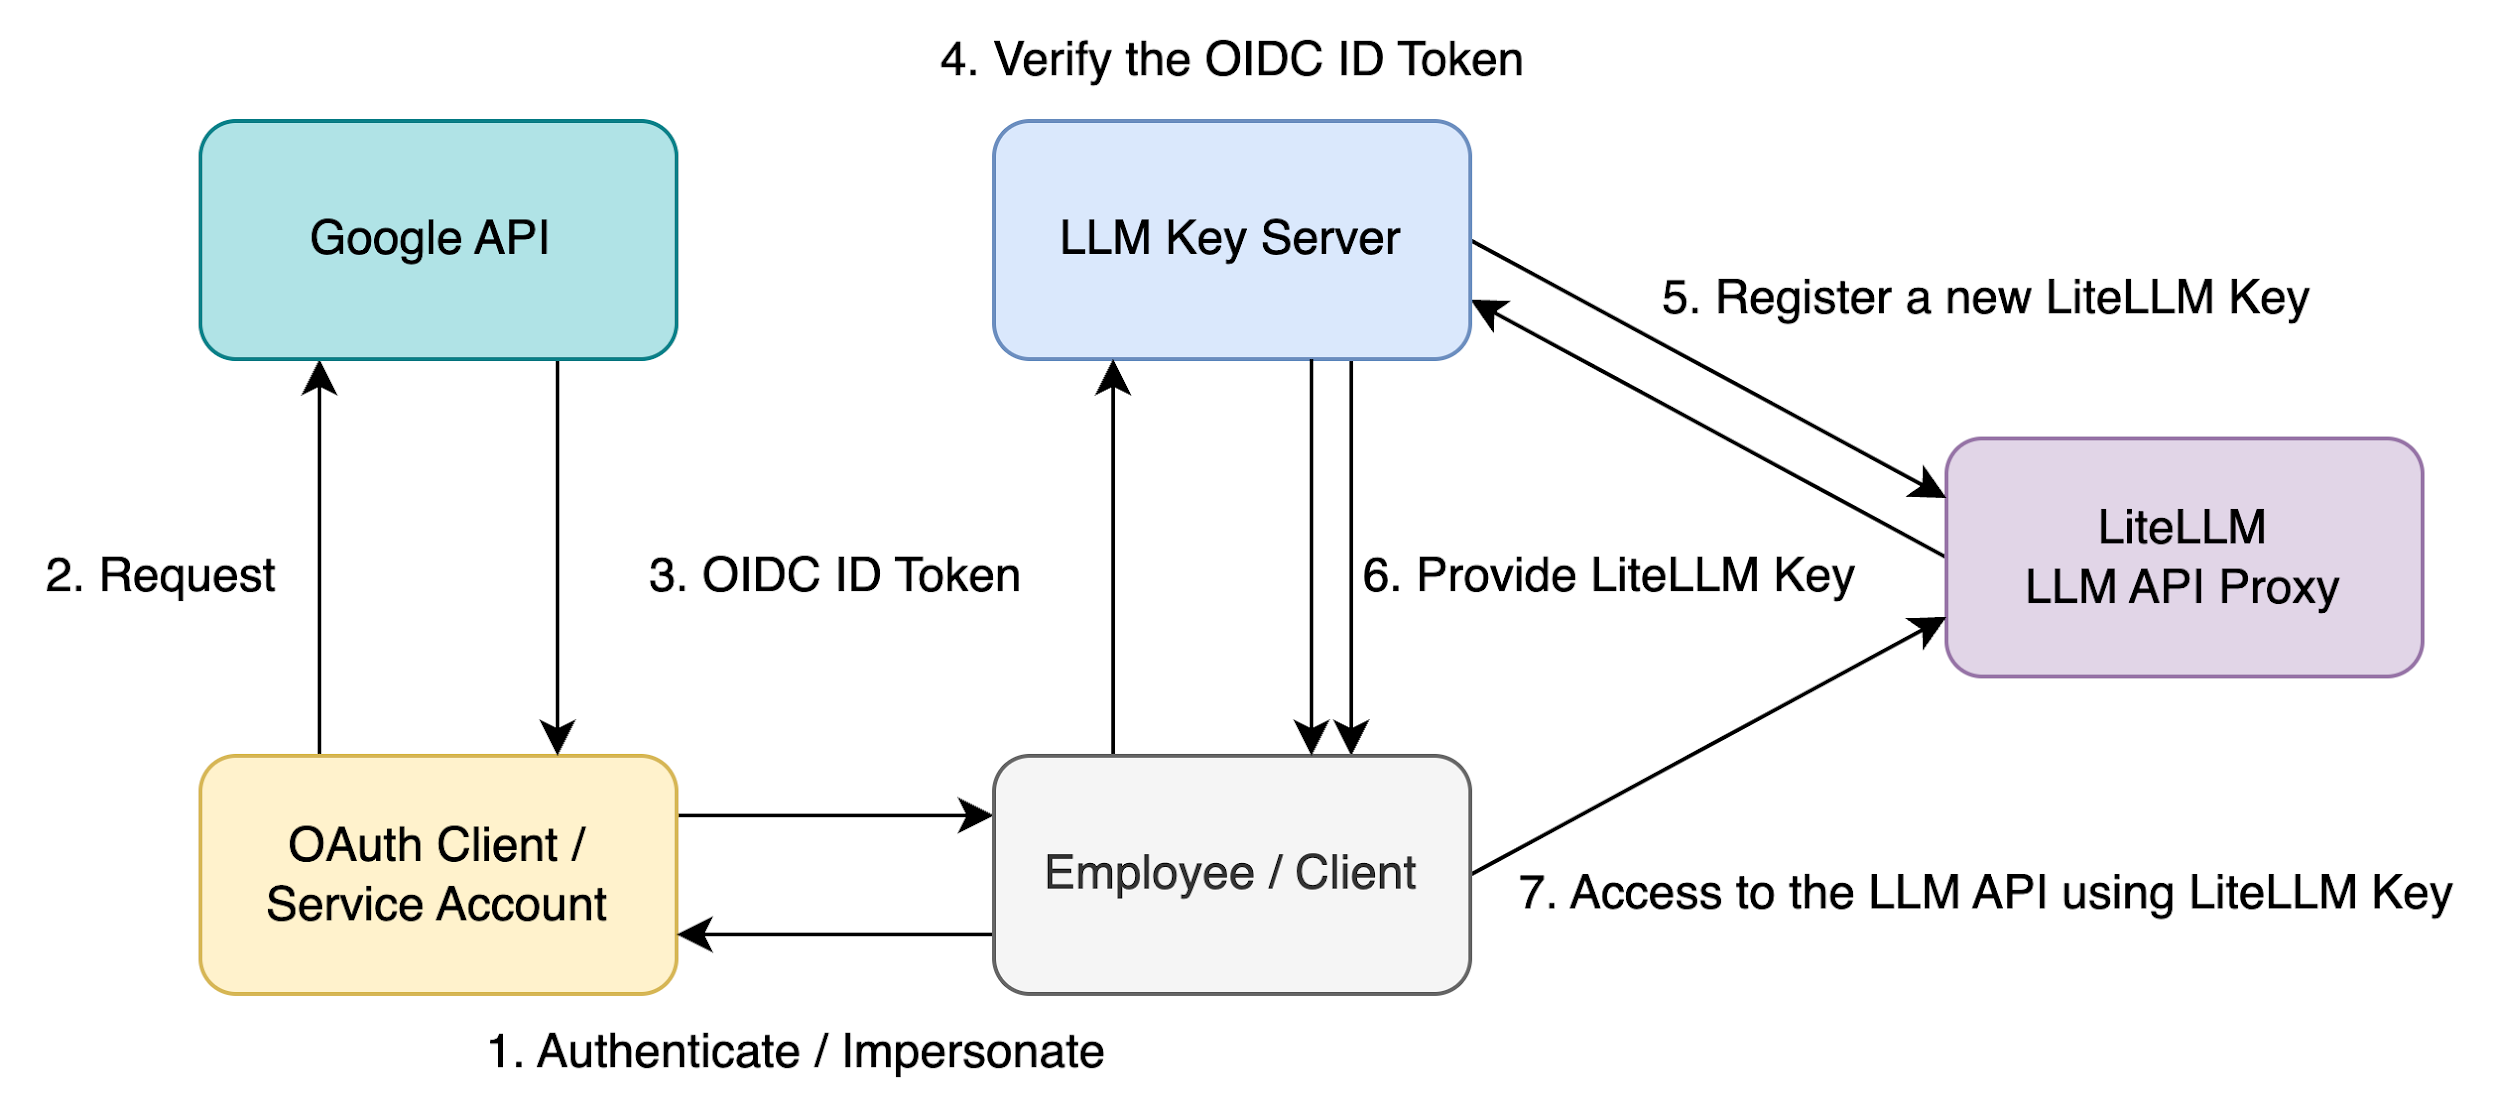 4. Verify the OIDC ID Token
Google API
LLM Key Server
5. Register a new LiteLLM Key
LiteLLM
LLM API Proxy
2. Request
3. OIDC ID Token
6. Provide LiteLLM Key
OAuth Client /
Service Account
Employee / Client
7. Access to the LLM API using LiteLLM Key
1. Authenticate / Impersonate